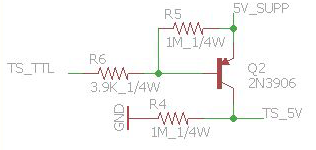 R5
5V_SUPP
1M_1/4W
R6
TS_TTL
Q2
3.9K_1/4W
2N3906
R4
GND
TS_5V
1M_1/4W